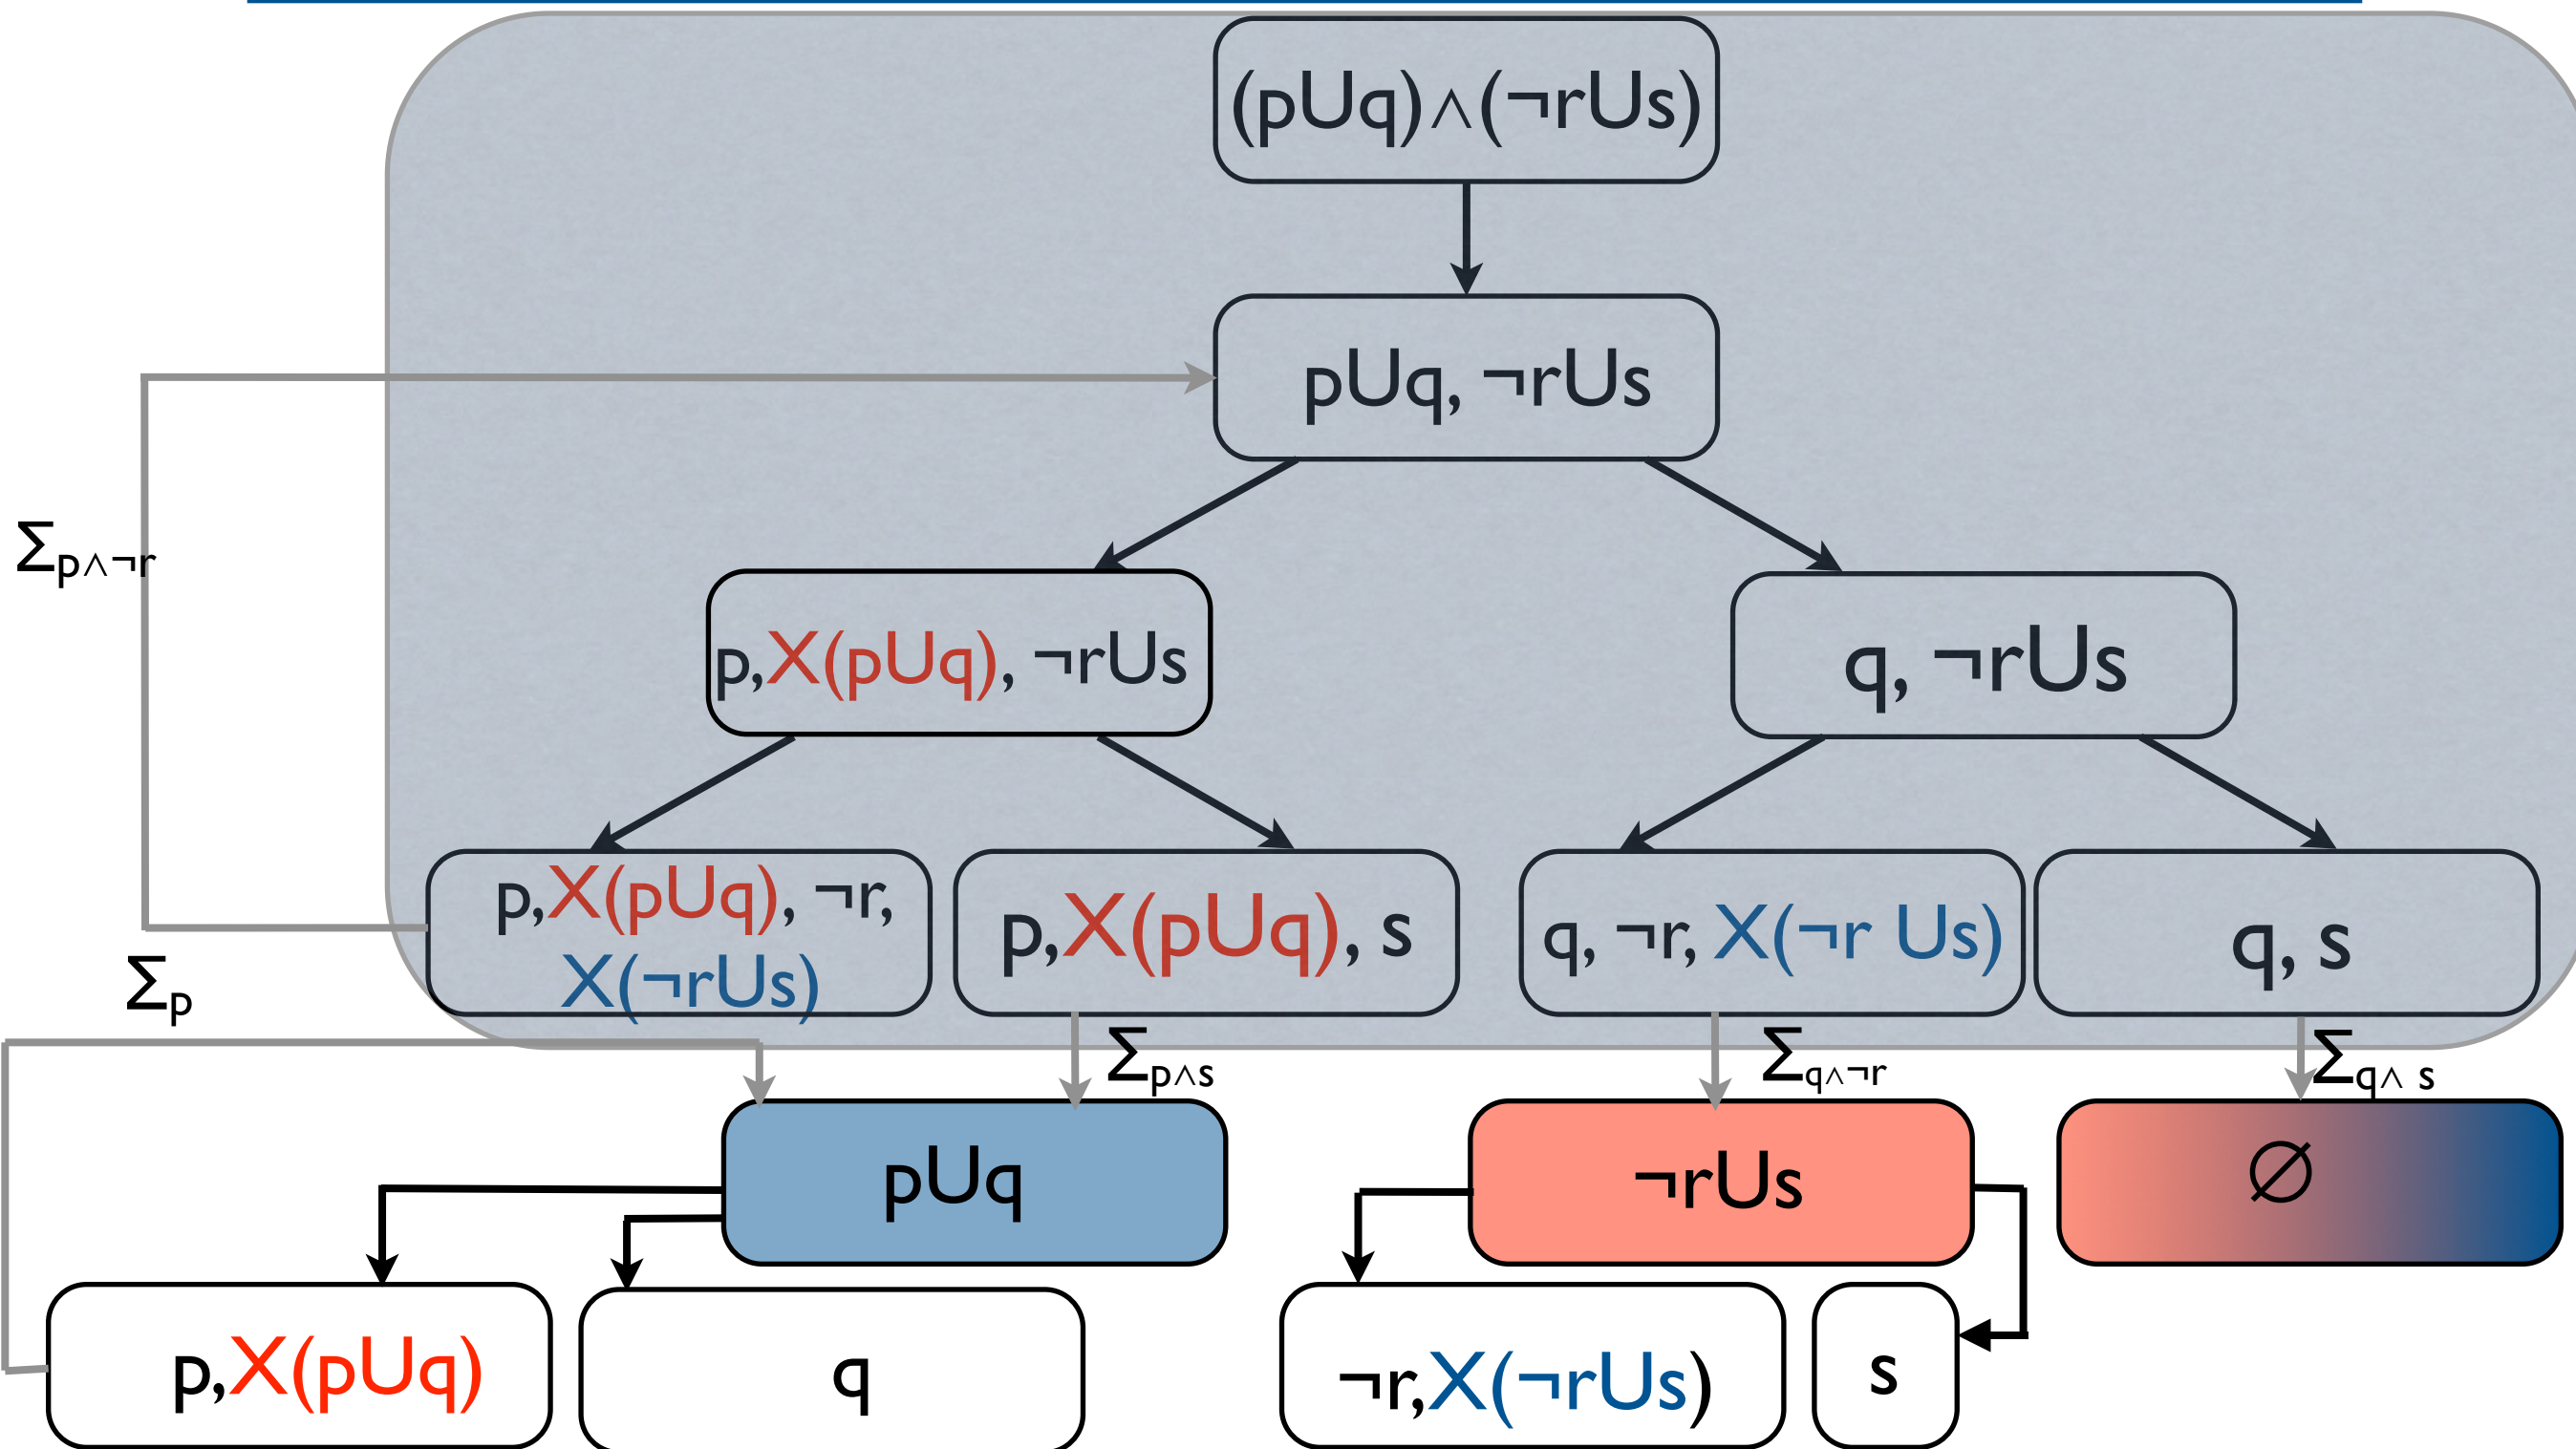 (pUq)∧(¬rUs)
pUq, ¬rUs
Σp∧¬r
p,X(pUq), ¬rUs
q, ¬rUs
p,X(pUq), ¬r,
X(¬rUs)
p,X(pUq), s
q, ¬r, X(¬r Us)
q, s
Σp
Σp∧s
Σq∧¬r
Σq∧ s
pUq
¬rUs
∅
p,X(pUq)
q
¬r,X(¬rUs)
s